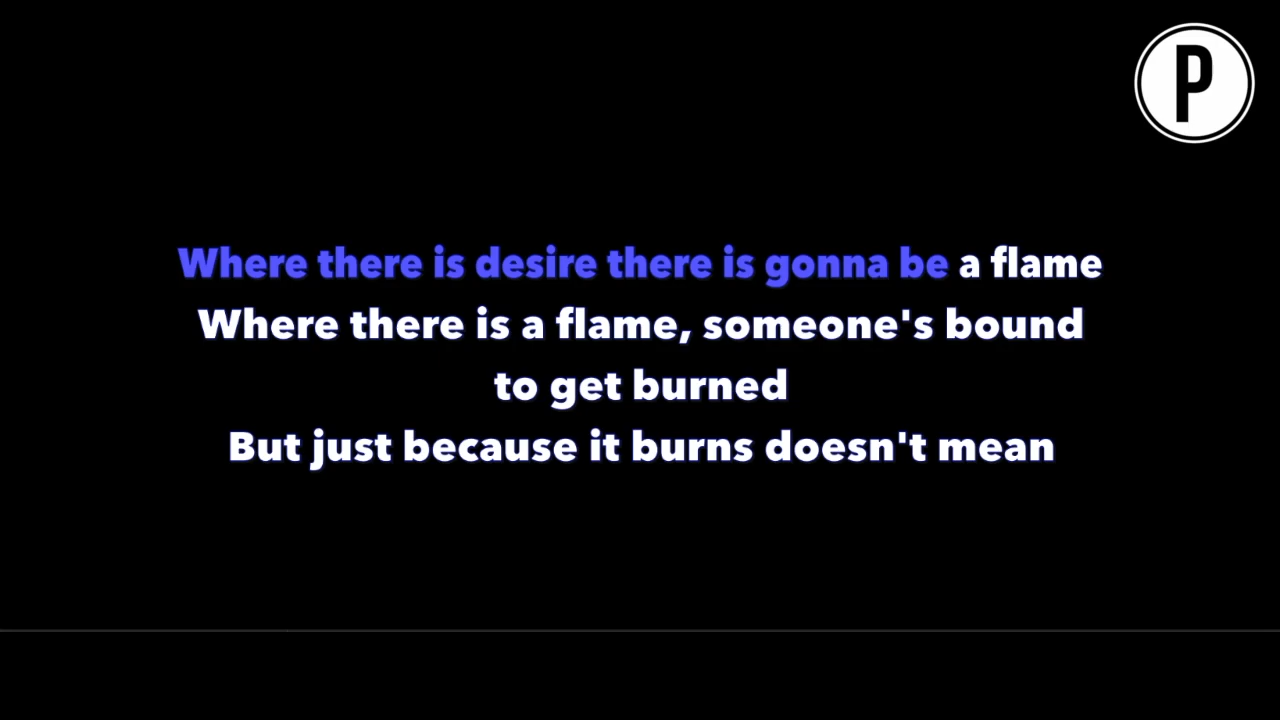 P
Where there is desire there is gonna be a flame
Where there is a flame, someone's bound
to get burned
But just because it burns doesn't mean